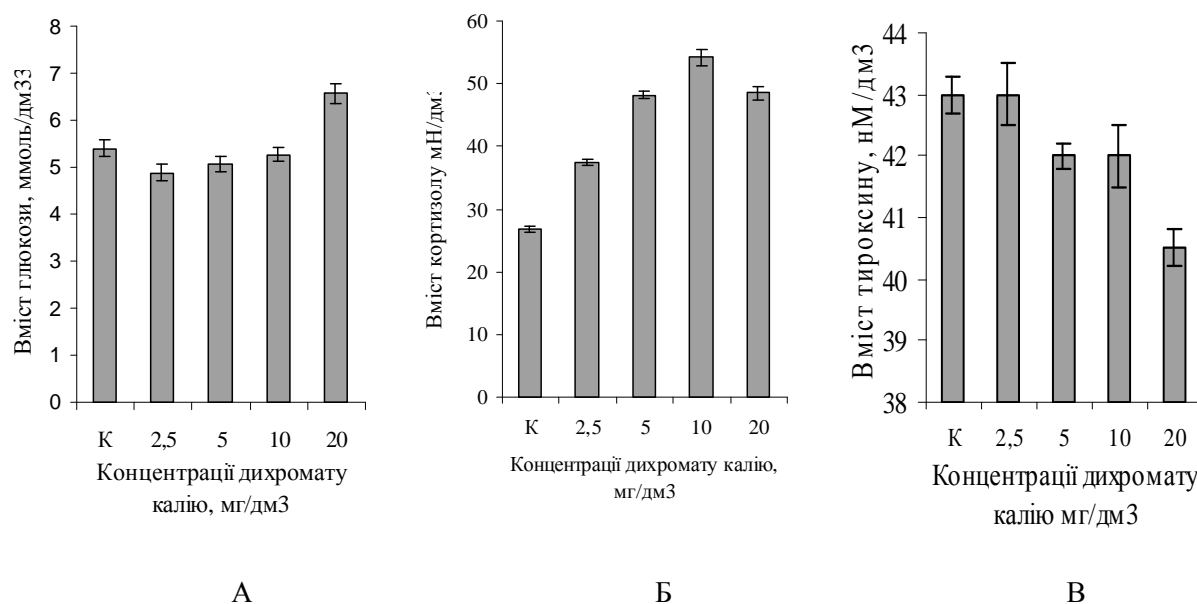 Вміст глюкози, ммоль/дм33
8
7
6
5
4
3
2
1
0
К 2,5 5 10 20
Концентрації дихромату
калію, мг/дм3
А
Вміст кортизолу мН/дм3
60
50
40
30
20
10
0
К 2,5 5 10 20
Концентрації дихромату калію,
мг/дм3
Б
Вміст тироксину, нМ/дм3
44
43
42
41
40
39
38
К 2,5 5 10 20
Концентрації дихромату
калію мг/дм3
В